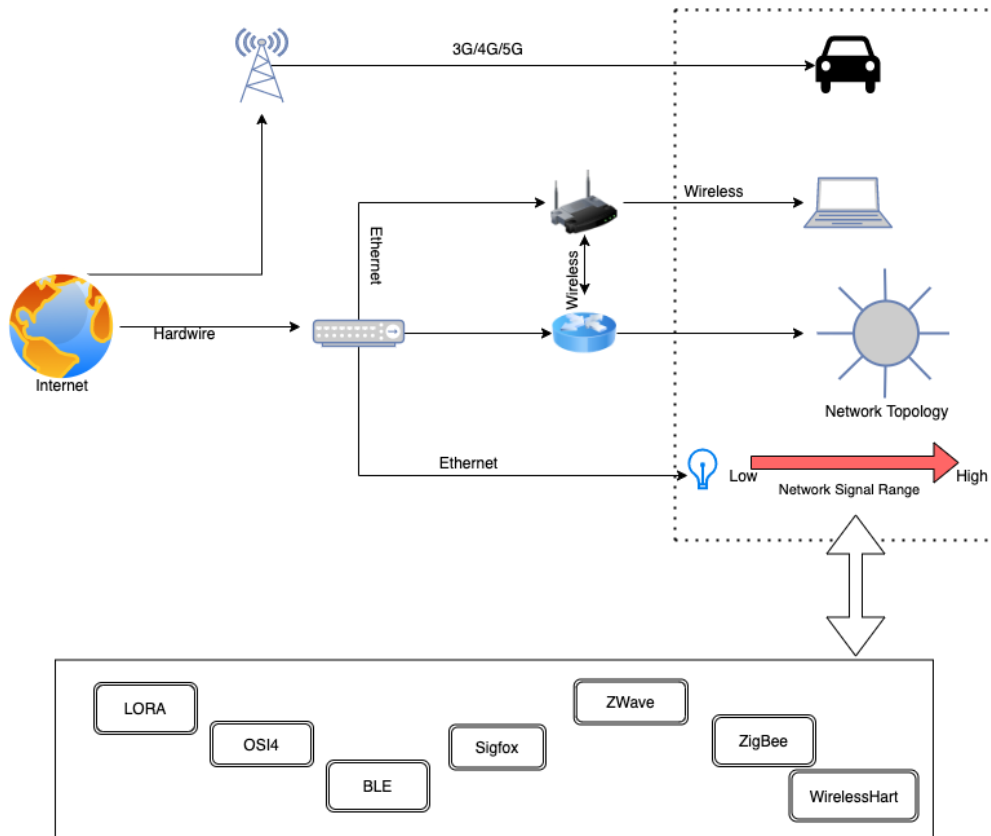 3G/4G/5G
Wireless
Ethernet
Wireless
Hardwire
Internet
Network Topology
Ethernet
Low
High
Network Signal Range
LORA
OSI4
BLE
Sigfox
ZWave
ZigBee
WirelessHart